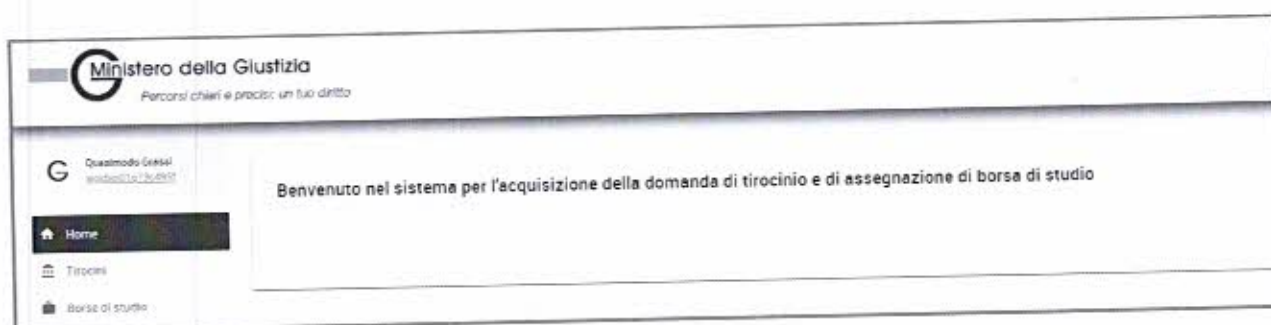 Ministero della Giustizia
Percorsi chiari e precisi: un tuo diritto
G
Quasimodo
Benvenuto nel sistema per l'acquisizione della domanda di tirocinio e di assegnazione di borsa di studio
Home
Tirocini
Borse di studio